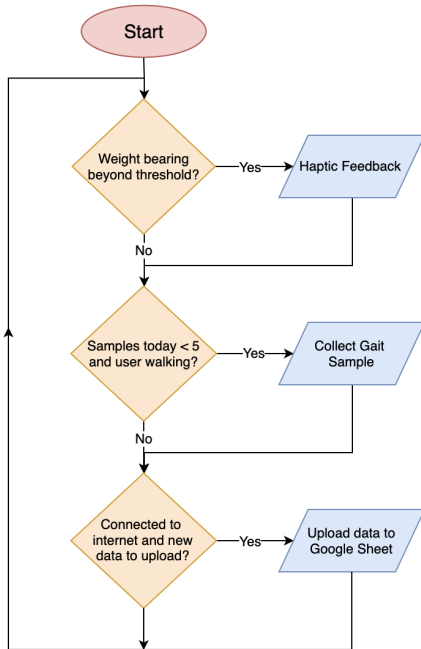 Start
Weight bearing
beyond threshold?
Yes
Haptic Feedback
No
Samples today < 5
and user walking?
Yes
Collect Gait
Sample
No
Connected to
internet and new
data to upload?
Yes
Upload data to
Google Sheet